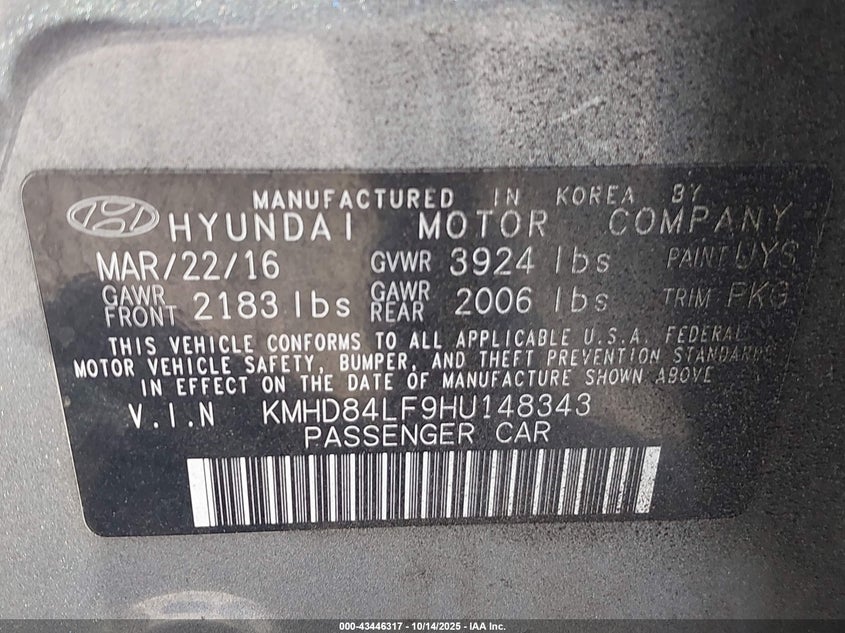 MANUFACTURED IN KOREA BY
HYUNDAI MOTOR COMPANY
MAR/22/16 GVWR 3924 lbs PAINT UYS
GAWR FRONT 2183 lbs GAWR REAR 2006 lbs TRIM PKG
THIS VEHICLE CONFORMS TO ALL APPLICABLE U.S.A. FEDERAL
MOTOR VEHICLE SAFETY, BUMPER, AND THEFT PREVENTION STANDARDS
IN EFFECT ON THE DATE OF MANUFACTURE SHOWN ABOVE
V.I.N KMHD84LF9HU148343
PASSENGER CAR
000-43446317 - 10/14/2025 - IAA Inc.